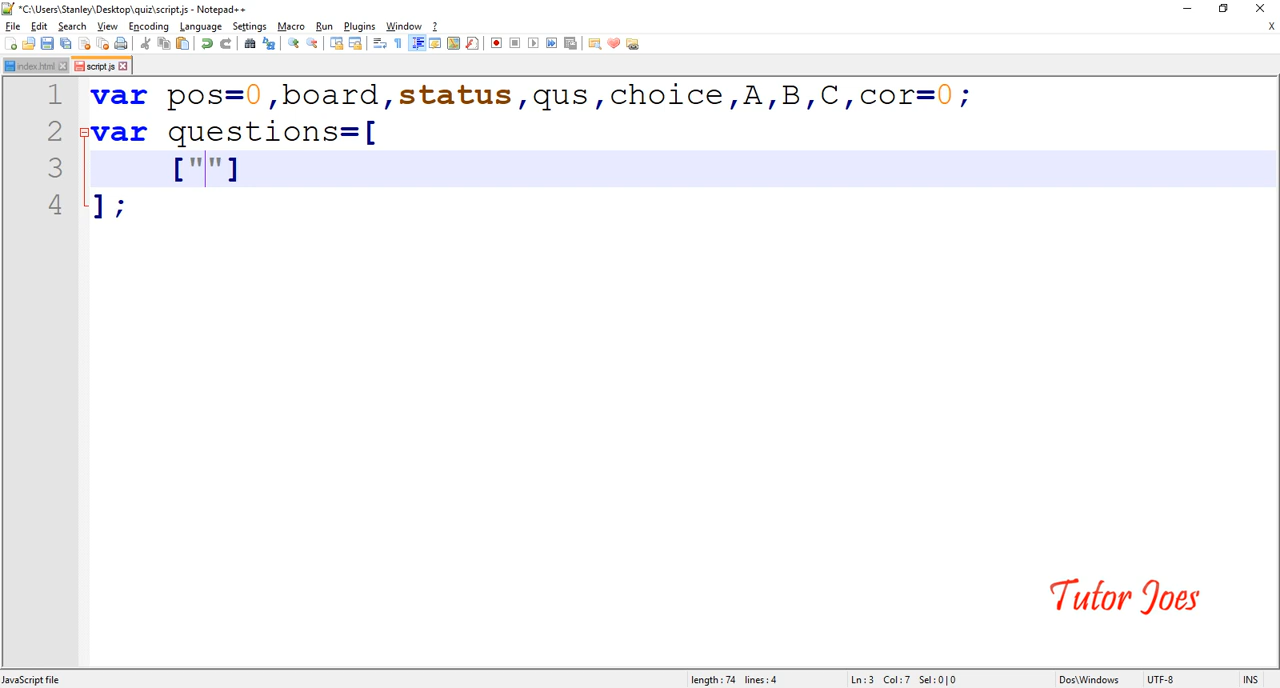 *C:\Users\Stanley\Desktop\quiz\script.js - Notepad++
File Edit Search View Encoding Language Settings Macro Run Plugins Window ? X
index.html script.js
1 var pos=0,board,status,qus,choice,A,B,C,cor=0;
2 var questions=[
3 [""]
4 ];
Tutor Joes
JavaScript file length : 74 lines : 4 Ln : 3 Col : 7 Sel : 0 | 0 Dos\Windows UTF-8 INS